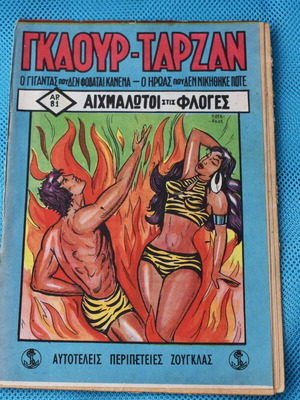 ΓΚΑΟΥΡ-ΤΑΡΖΑΝ
Ο ΓΙΓΑΝΤΑΣ ΠΟΥ ΔΕΝ ΦΟΒΑΤΑΙ ΚΑΝΕΝΑ - Ο ΗΡΩΑΣ ΠΟΥ ΔΕΝ ΝΙΚΗΘΗΚΕ ΠΟΤΕ
ΑΡ 81
ΑΙΧΜΑΛΩΤΟΙ ΣΤΙΣ ΦΛΟΓΕΣ
ΑΥΤΟΤΕΛΕΙΣ ΠΕΡΙΠΕΤΕΙΕΣ ΖΟΥΓΚΛΑΣ